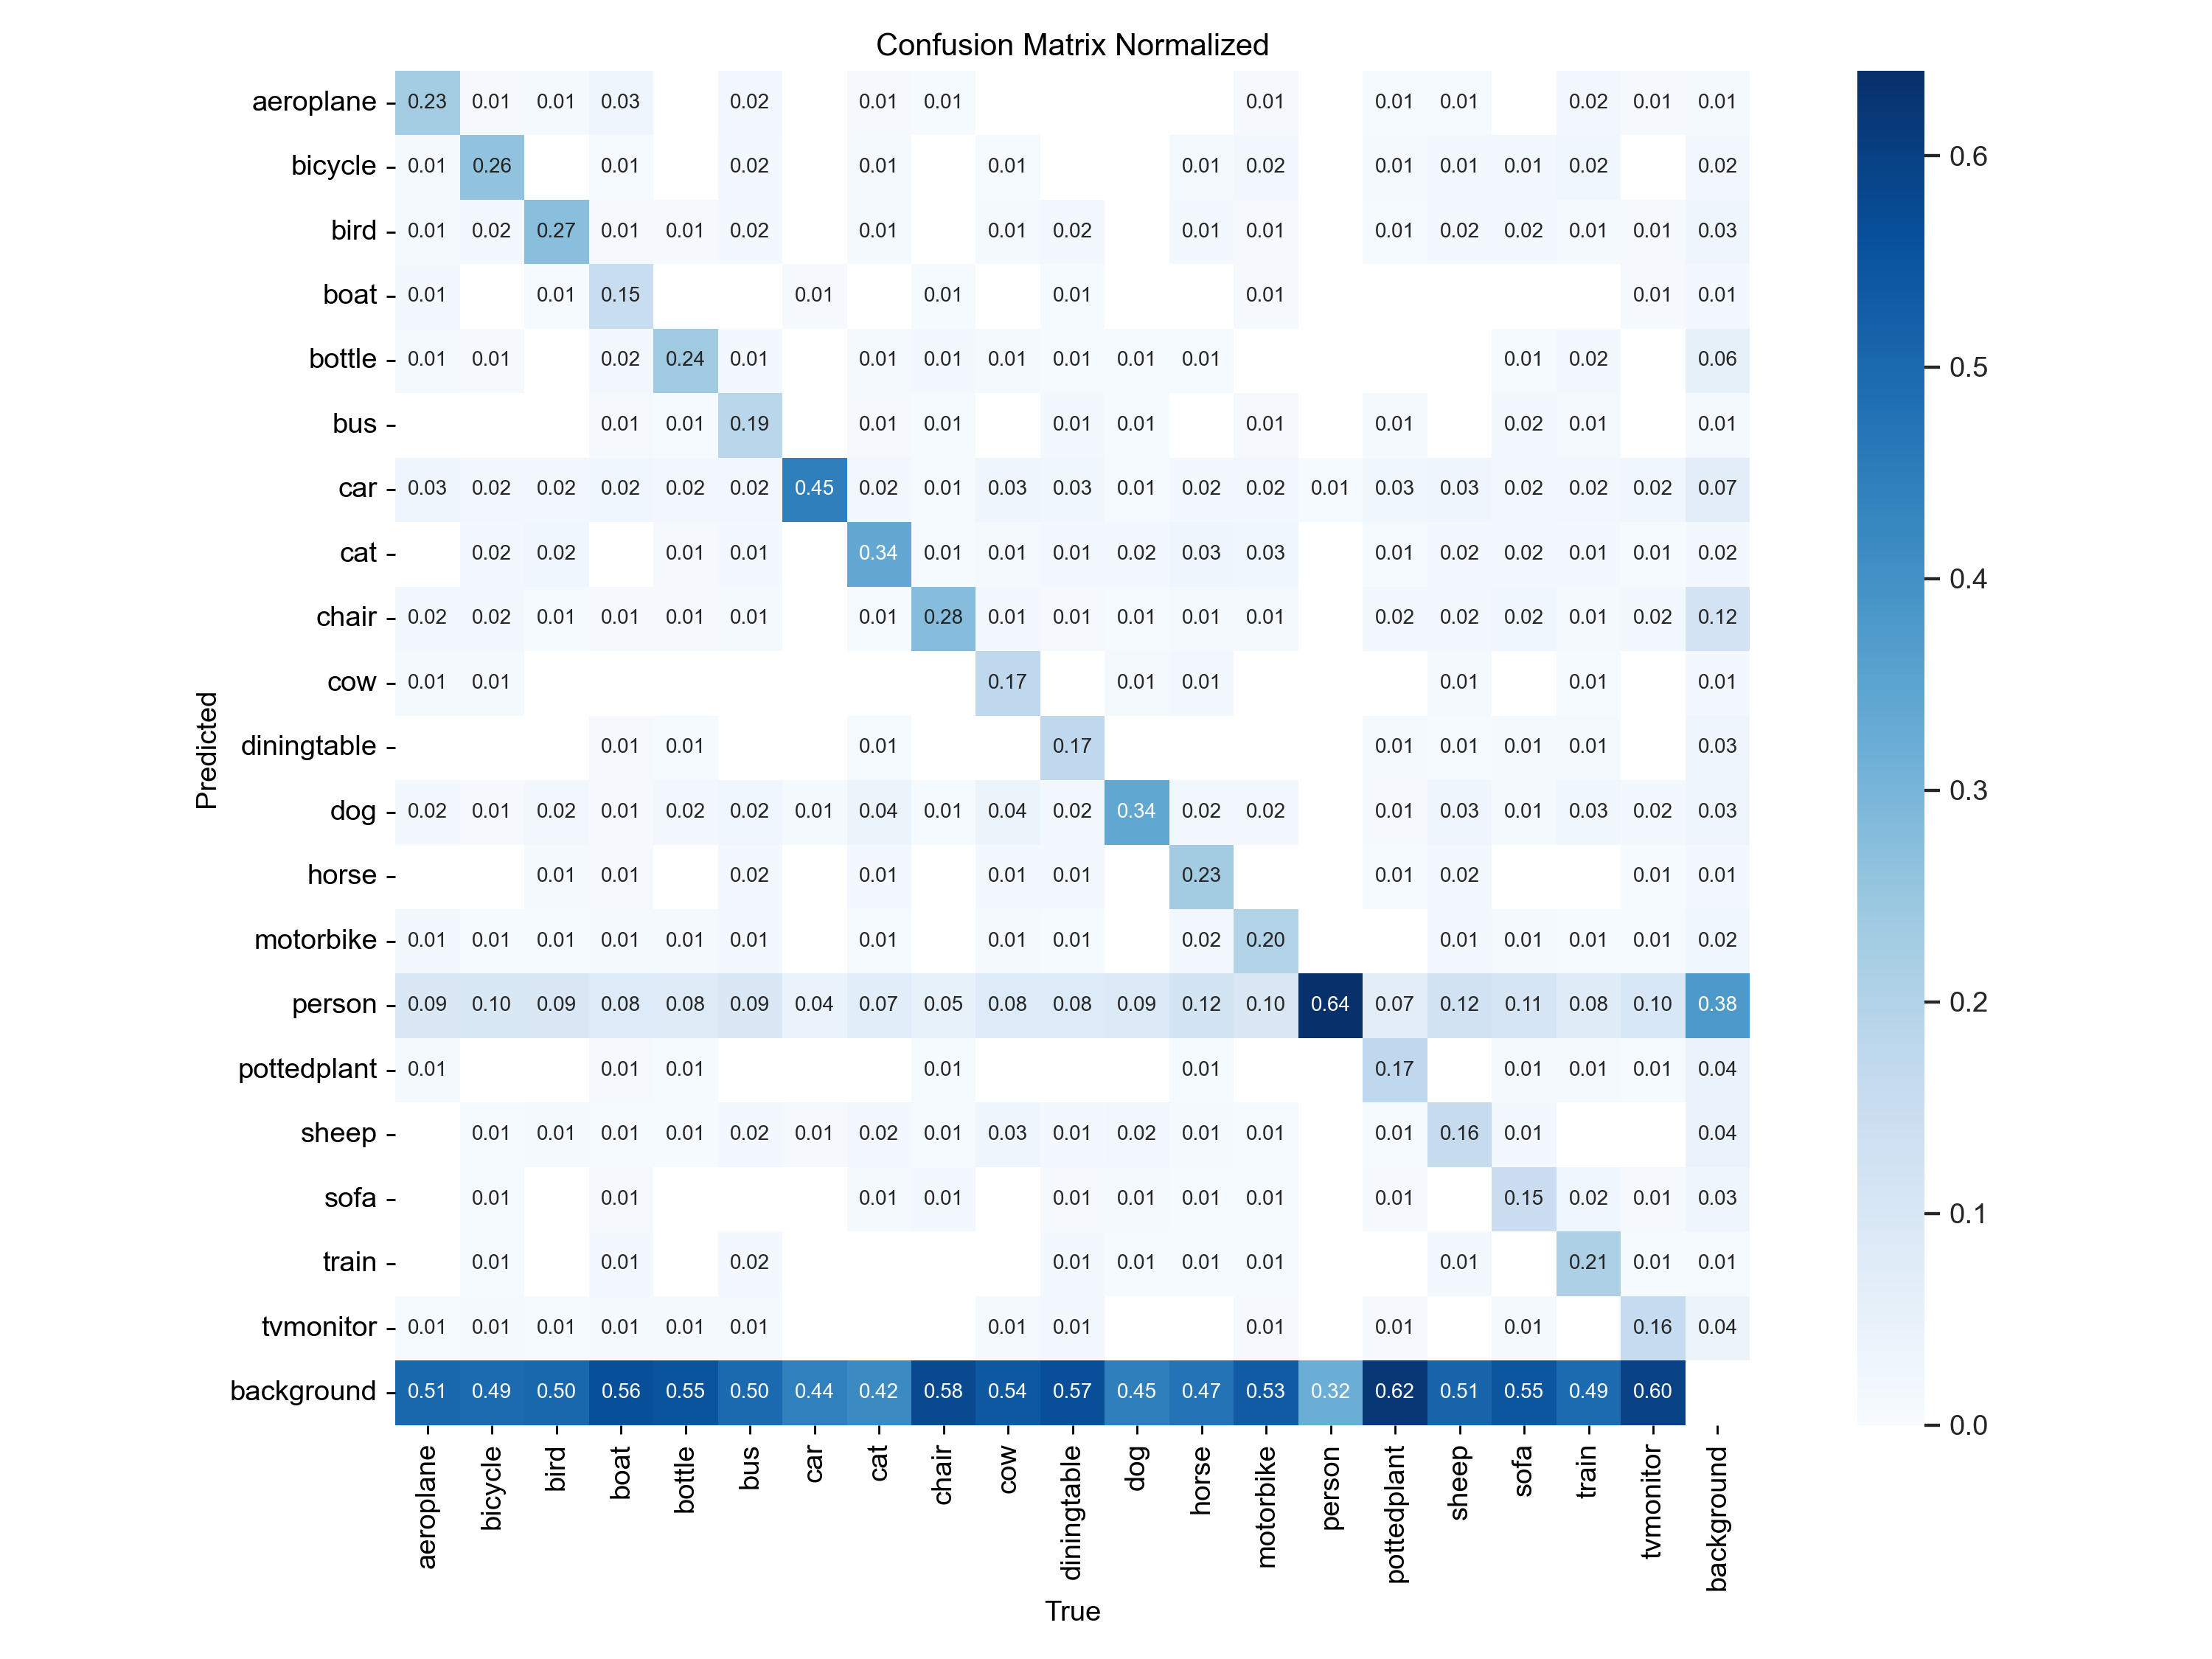 Confusion Matrix Normalized
aeroplane 0.23 0.01 0.01 0.03 0.02 0.01 0.01 0.01 0.01 0.01 0.02 0.01 0.01
bicycle 0.01 0.26 0.01 0.02 0.01 0.01 0.01 0.02 0.01 0.01 0.01 0.02 0.02
0.6
bird 0.01 0.02 0.27 0.01 0.01 0.02 0.01 0.01 0.02 0.01 0.01 0.01 0.02 0.02 0.01 0.01 0.03
boat 0.01 0.01 0.15 0.01 0.01 0.01 0.01 0.01 0.01
bottle 0.01 0.01 0.02 0.24 0.01 0.01 0.01 0.01 0.01 0.01 0.01 0.01 0.02 0.06
0.5
bus 0.01 0.01 0.19 0.01 0.01 0.01 0.01 0.01 0.01 0.02 0.01 0.01
car 0.03 0.02 0.02 0.02 0.02 0.02 0.45 0.02 0.01 0.03 0.03 0.01 0.02 0.02 0.01 0.03 0.03 0.02 0.02 0.02 0.07
cat 0.02 0.02 0.01 0.01 0.34 0.01 0.01 0.01 0.02 0.03 0.03 0.01 0.02 0.02 0.01 0.01 0.02
0.4
chair 0.02 0.02 0.01 0.01 0.01 0.01 0.01 0.28 0.01 0.01 0.01 0.01 0.01 0.02 0.02 0.02 0.01 0.02 0.12
cow 0.01 0.01 0.17 0.01 0.01 0.01 0.01 0.01
Predicted
diningtable 0.01 0.01 0.01 0.17 0.01 0.01 0.01 0.01 0.03
0.3
dog 0.02 0.01 0.02 0.01 0.02 0.02 0.01 0.04 0.01 0.04 0.02 0.34 0.02 0.02 0.01 0.03 0.01 0.03 0.02 0.03
horse 0.01 0.01 0.02 0.01 0.01 0.01 0.23 0.01 0.02 0.01 0.01
motorbike 0.01 0.01 0.01 0.01 0.01 0.01 0.01 0.01 0.01 0.02 0.20 0.01 0.01 0.01 0.01 0.02
0.2
person 0.09 0.10 0.09 0.08 0.08 0.09 0.04 0.07 0.05 0.08 0.08 0.09 0.12 0.10 0.64 0.07 0.12 0.11 0.08 0.10 0.38
pottedplant 0.01 0.01 0.01 0.01 0.01 0.17 0.01 0.01 0.01 0.04
sheep 0.01 0.01 0.01 0.01 0.02 0.01 0.02 0.01 0.03 0.01 0.02 0.01 0.01 0.01 0.16 0.01 0.04
sofa 0.01 0.01 0.01 0.01 0.01 0.01 0.01 0.01 0.01 0.15 0.02 0.01 0.03
0.1
train 0.01 0.01 0.02 0.01 0.01 0.01 0.01 0.01 0.21 0.01 0.01
tvmonitor 0.01 0.01 0.01 0.01 0.01 0.01 0.01 0.01 0.01 0.01 0.01 0.16 0.04
background 0.51 0.49 0.50 0.56 0.55 0.50 0.44 0.42 0.58 0.54 0.57 0.45 0.47 0.53 0.32 0.62 0.51 0.55 0.49 0.60
0.0
aeroplane bicycle bird boat bottle bus car cat chair cow diningtable dog horse motorbike person pottedplant sheep sofa train tvmonitor background
True